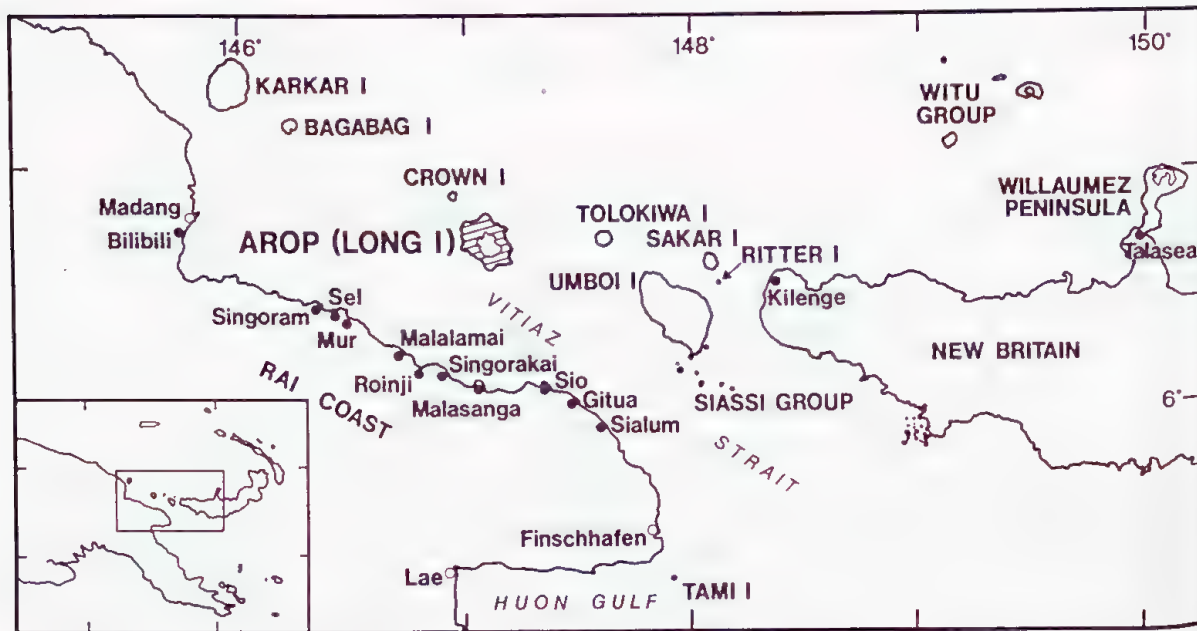 146°
148°
150°
KARKAR I
BAGABAG I
WITU
GROUP
CROWN I
WILLAUMEZ
PENINSULA
Madang
Bilibili
AROP (LONG I)
TOLOKIWA I
SAKAR I
RITTER I
UMBOI I
Talasea
Kilenge
VITIAZ
STRAIT
Singoram
Sel
Mur
Malalamai
Singorakai
Roinji
Malasanga
RAI COAST
Sio
Gitua
Sialum
SIASSI GROUP
NEW BRITAIN
6°
Finschhafen
Lae
HUON GULF
TAMI I